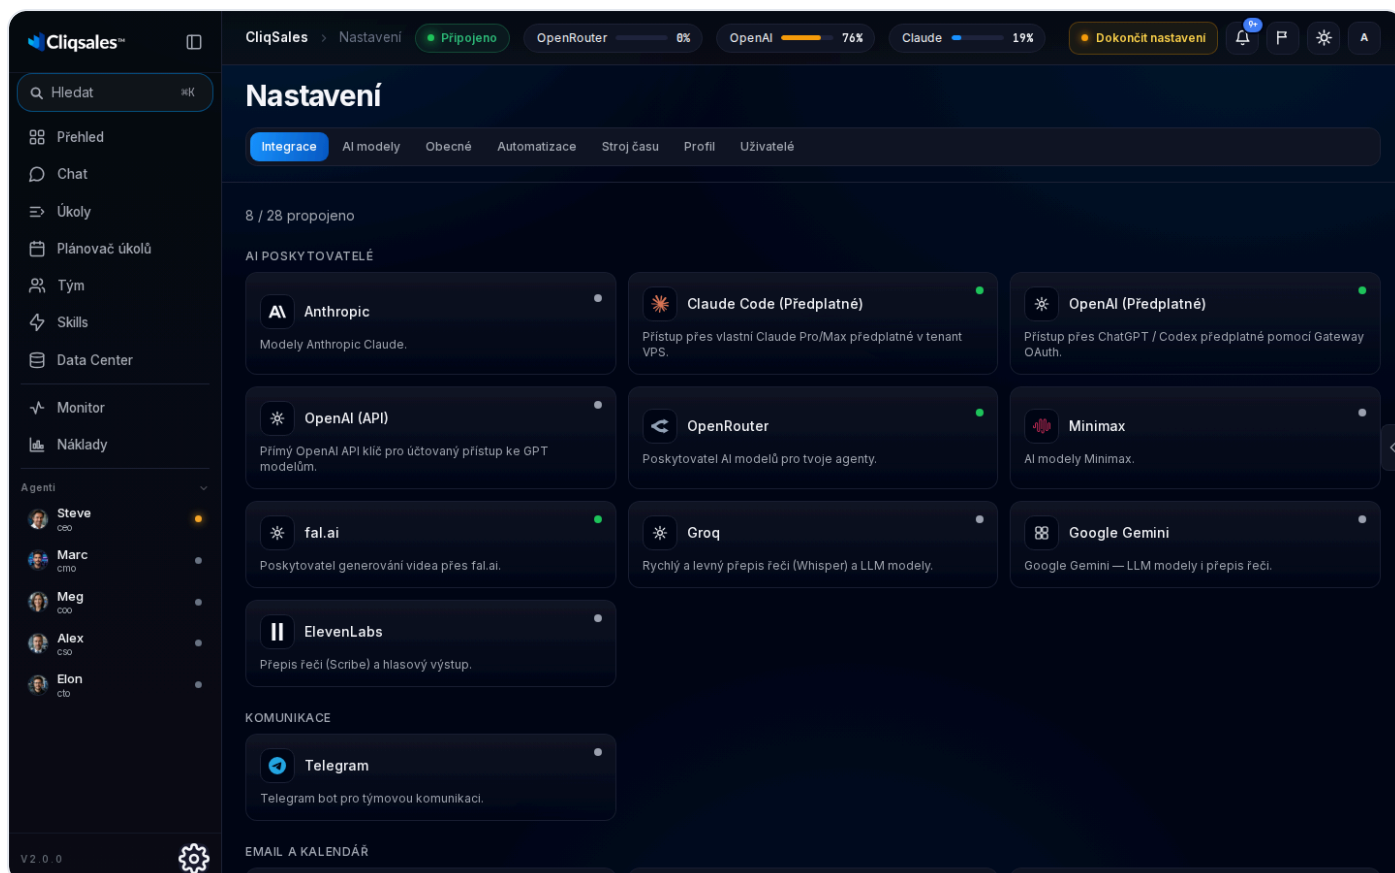 Cliqsales™
CliqSales > Nastavení
Připojeno
OpenRouter 0%
OpenAI 76%
Claude 19%
Dokončit nastavení
9+
A
Hledat ⌘K
Přehled
Chat
Úkoly
Plánovač úkolů
Tým
Skills
Data Center
Monitor
Náklady
Agenti
Steve
ceo
Marc
cmo
Meg
coo
Alex
cso
Elon
cto
V2.0.0
Nastavení
Integrace AI modely Obecné Automatizace Stroj času Profil Uživatelé
8 / 28 propojeno
AI POSKYTOVATELÉ
Anthropic
Modely Anthropic Claude.
Claude Code (Předplatné)
Přístup přes vlastní Claude Pro/Max předplatné v tenant
VPS.
OpenAI (Předplatné)
Přístup přes ChatGPT / Codex předplatné pomocí Gateway
OAuth.
OpenAI (API)
Přímý OpenAI API klíč pro účtovaný přístup ke GPT
modelům.
OpenRouter
Poskytovatel AI modelů pro tvoje agenty.
Minimax
AI modely Minimax.
fal.ai
Poskytovatel generování videa přes fal.ai.
Groq
Rychlý a levný přepis řeči (Whisper) a LLM modely.
Google Gemini
Google Gemini — LLM modely i přepis řeči.
ElevenLabs
Přepis řeči (Scribe) a hlasový výstup.
KOMUNIKACE
Telegram
Telegram bot pro týmovou komunikaci.
EMAIL A KALENDÁŘ